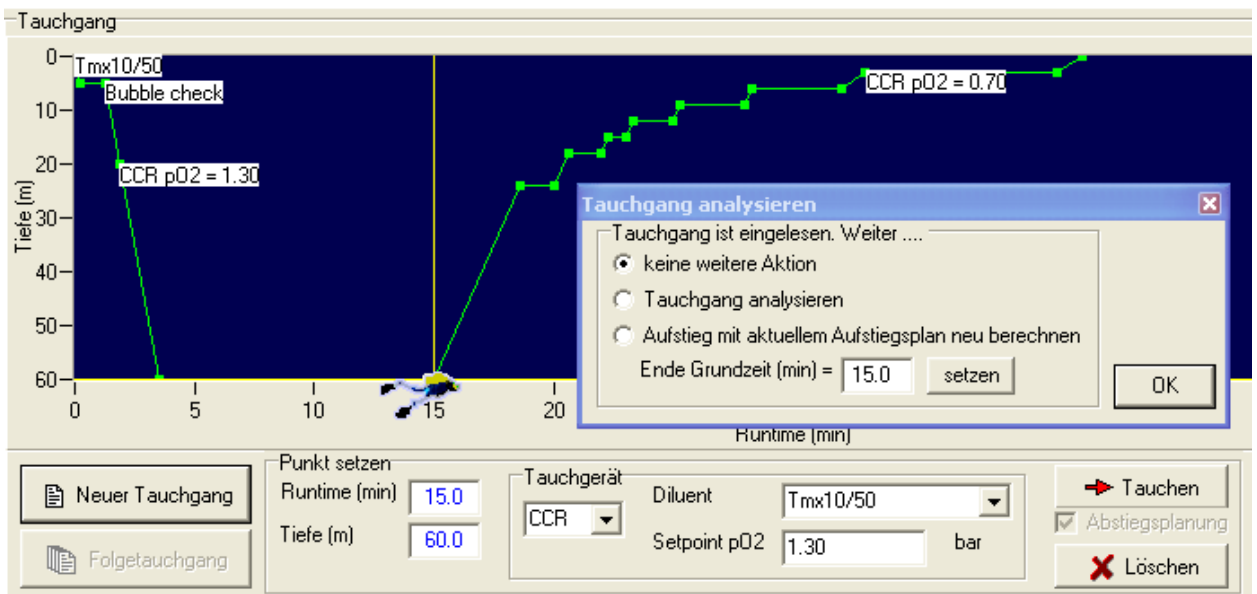 Tauchgang
0
Tmx10/50
Bubble check
CCR pO2 = 0.70
10
20
CCR pO2 = 1.30
30
40
50
60
Tiefe (m)
0
5
10
15
20
Runtime (min)
Tauchgang analysieren
Tauchgang ist eingelesen. Weiter ....
keine weitere Aktion
Tauchgang analysieren
Aufstieg mit aktuellem Aufstiegsplan neu berechnen
Ende Grundzeit (min) = 15.0 setzen
OK
Neuer Tauchgang
Folgetauchgang
Punkt setzen
Runtime (min) 15.0
Tiefe (m) 60.0
Tauchgerät
CCR
Diluent Tmx10/50
Setpoint pO2 1.30 bar
Tauchen
Abstiegsplanung
Löschen